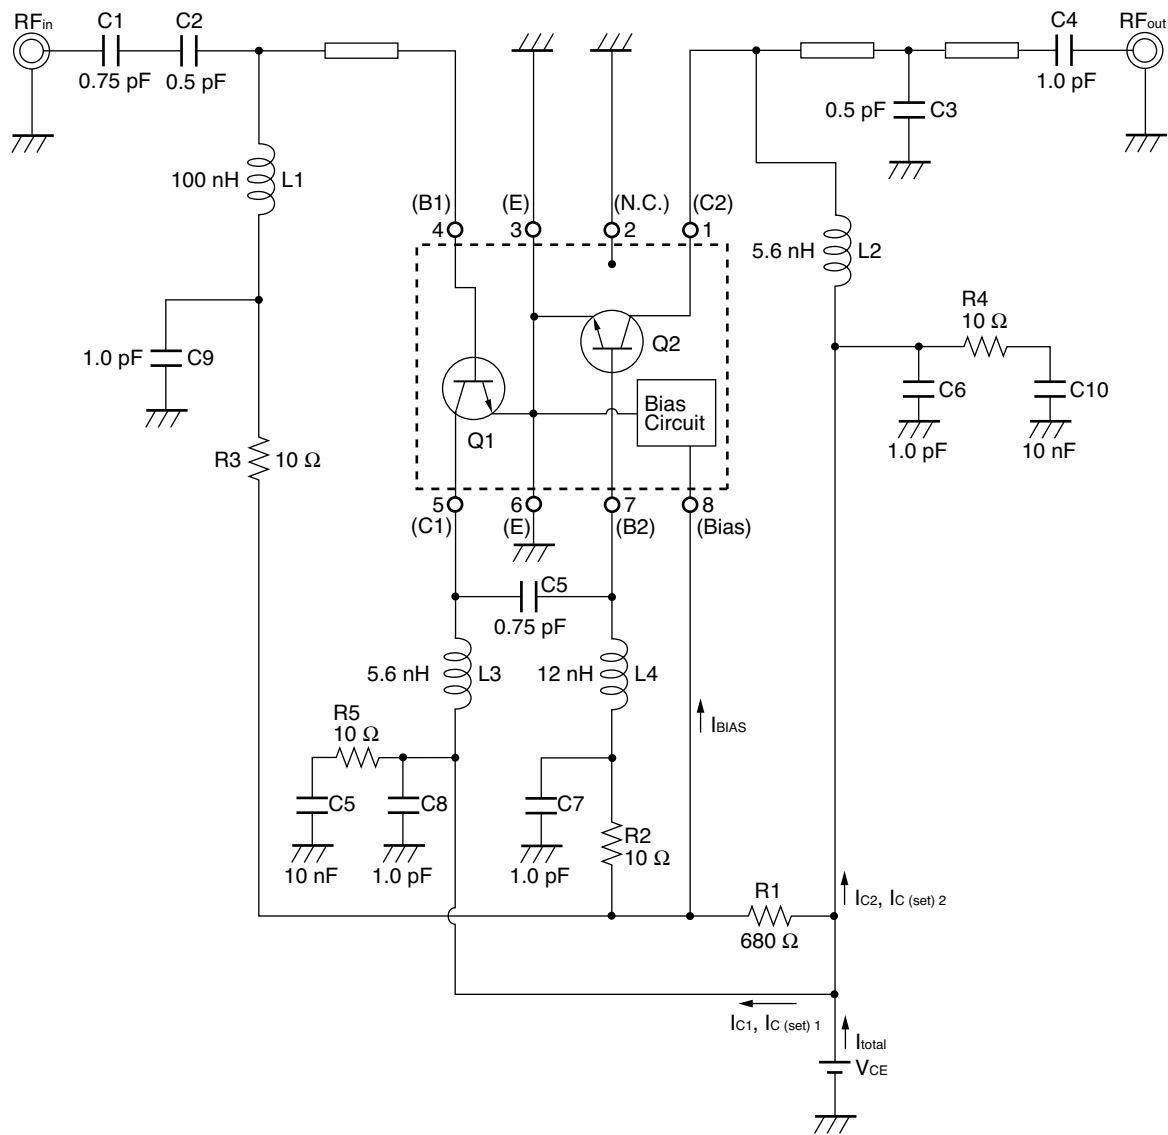 RFin
C1
C2
0.75 pF
0.5 pF
C4
RFout
1.0 pF
0.5 pF
C3
100 nH
L1
(B1)
(E)
(N.C.)
(C2)
4
3
2
1
5.6 nH
L2
R4
10 Ω
Q2
1.0 pF
C9
C6
C10
1.0 pF
10 nF
Bias
Circuit
Q1
R3
10 Ω
5
6
7
8
(C1)
(E)
(B2)
(Bias)
C5
0.75 pF
5.6 nH
L3
12 nH
L4
IBIAS
R5
10 Ω
C5
C8
C7
10 nF
1.0 pF
1.0 pF
R2
10 Ω
R1
680 Ω
IC2, IC (set) 2
IC1, IC (set) 1
Itotal
VCE